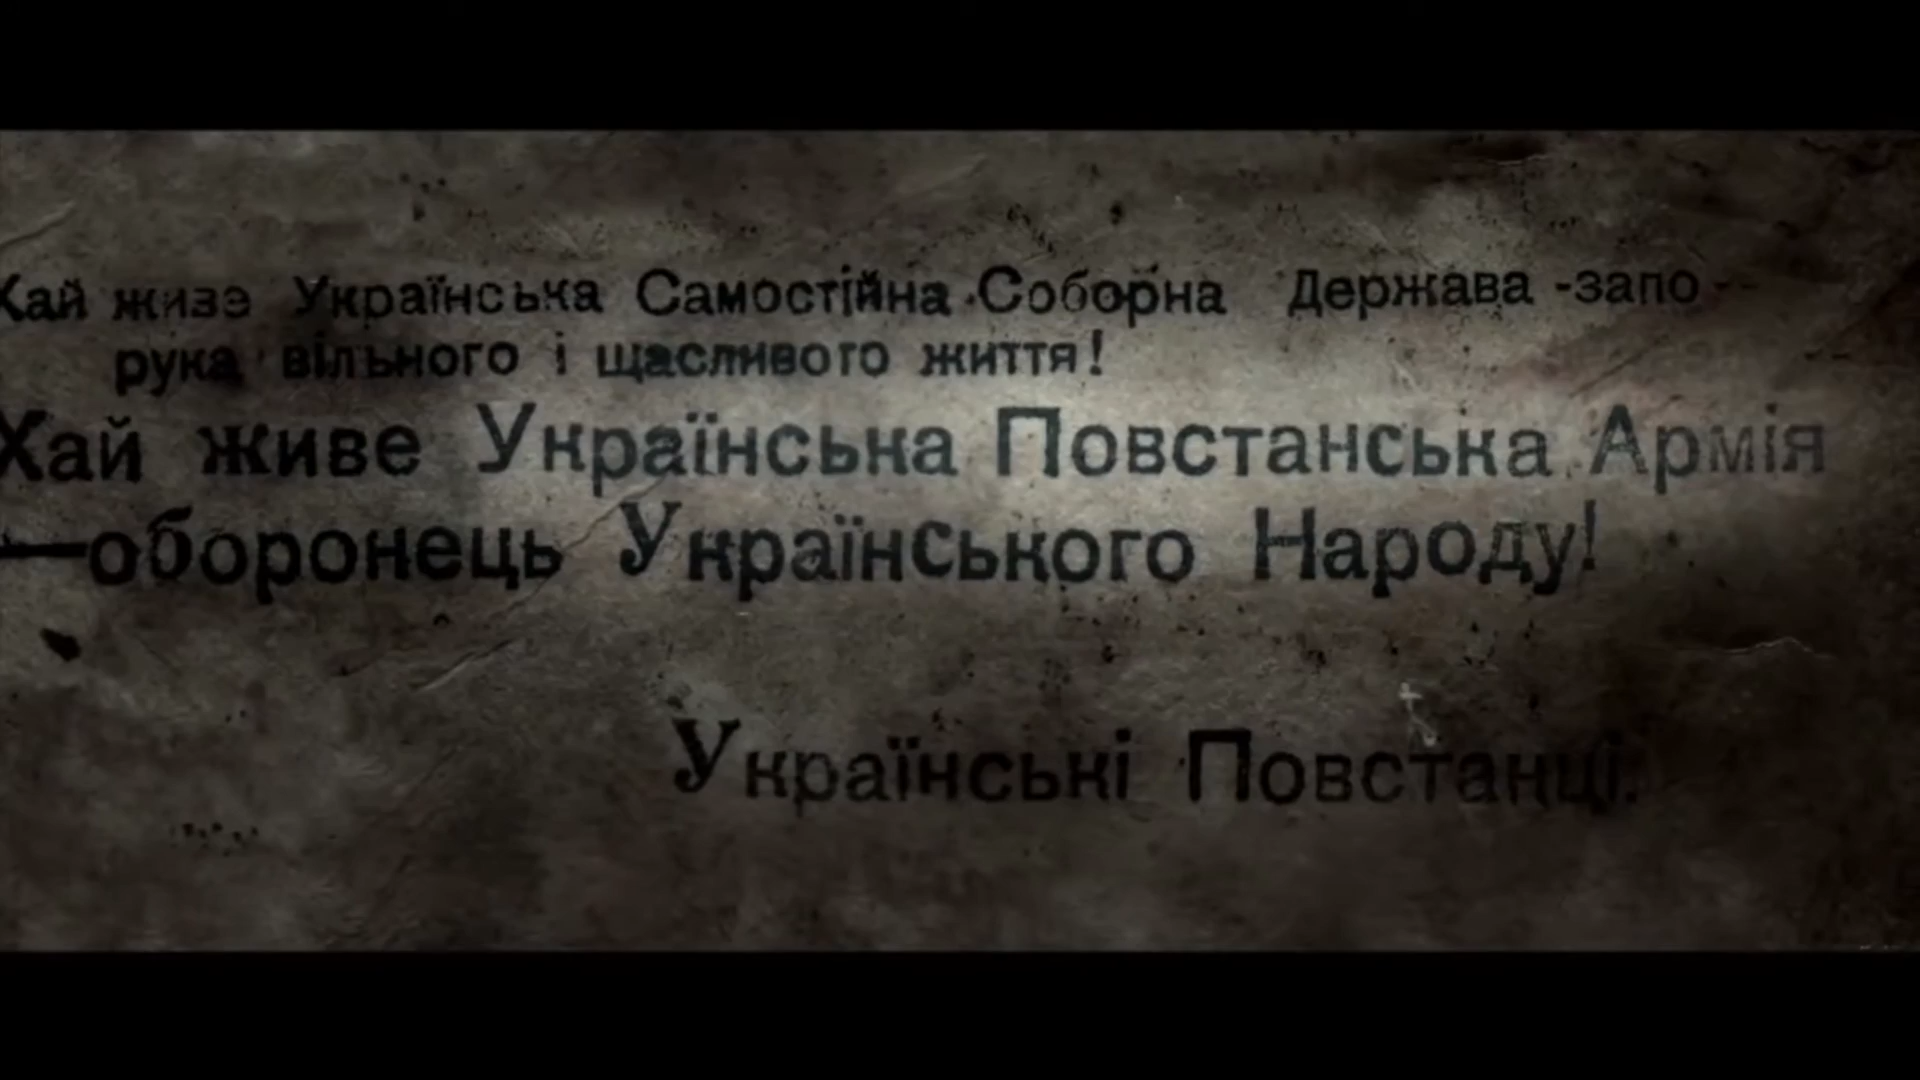 Хай живе Українська Самостійна Соборна Держава -запо-
рука вільного і щасливого життя!
Хай живе Українська Повстанська Армія
—оборонець Українського Народу!
Українські Повстанці.